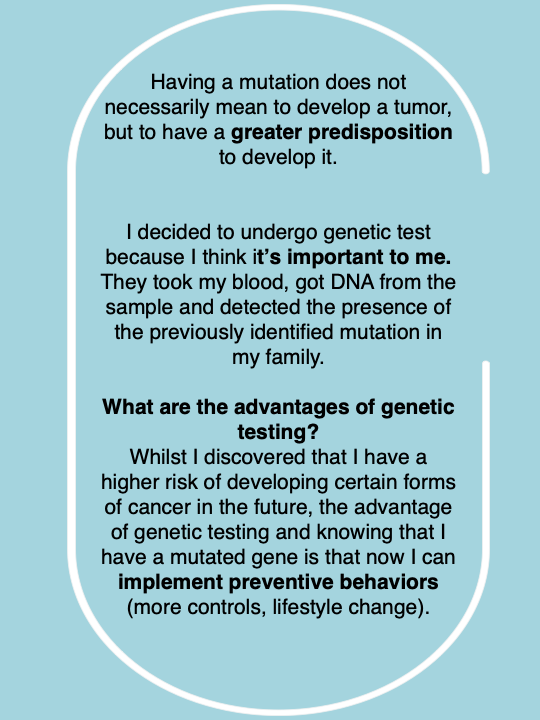 Having a mutation does not
necessarily mean to develop a tumor,
but to have a greater predisposition
to develop it.
I decided to undergo genetic test
because I think it’s important to me.
They took my blood, got DNA from the
sample and detected the presence of
the previously identified mutation in
my family.
What are the advantages of genetic
testing?
Whilst I discovered that I have a
higher risk of developing certain forms
of cancer in the future, the advantage
of genetic testing and knowing that I
have a mutated gene is that now I can
implement preventive behaviors
(more controls, lifestyle change).